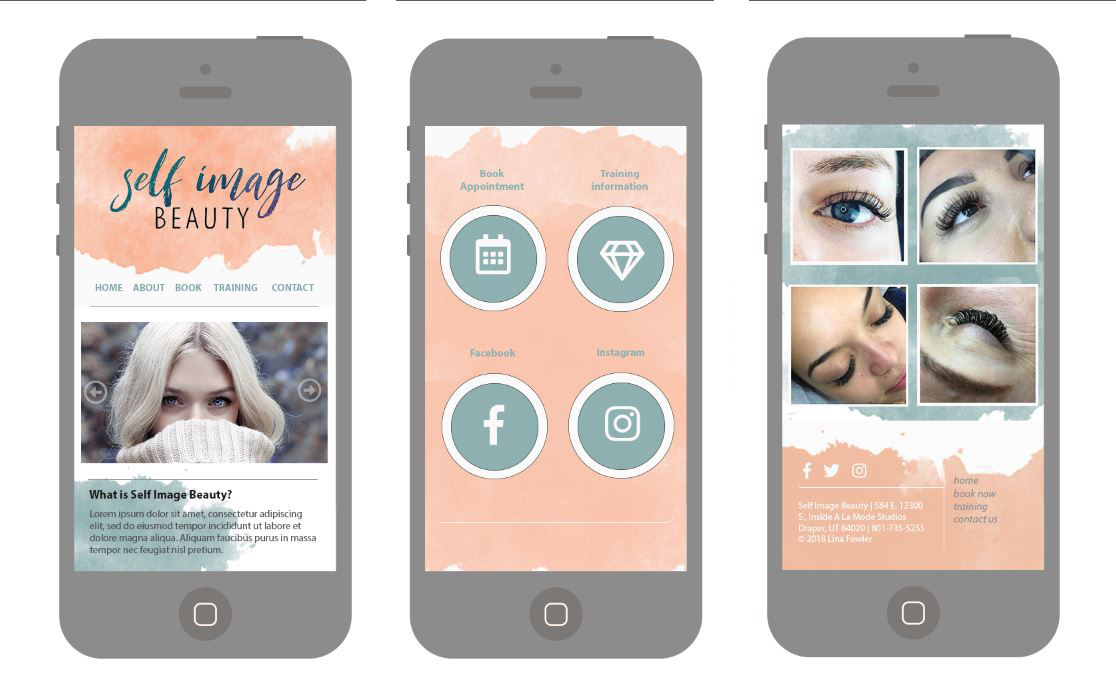 self image
BEAUTY
HOME ABOUT BOOK TRAINING CONTACT
What is Self Image Beauty?
Lorem ipsum dolor sit amet, consectetur adipiscing
elit, sed do eiusmod tempor incididunt ut labore et
dolore magna aliqua. Aliquam faucibus purus in massa
tempor nec feugiat nisl pretium.
Book
Appointment
Training
information
Facebook
Instagram
home
book now
training
contact us
Self Image Beauty | 584 E. 12300
S., Inside A La Mode Studios
Draper, UT 84020 | 801-735-5255
© 2018 Lina Fowler